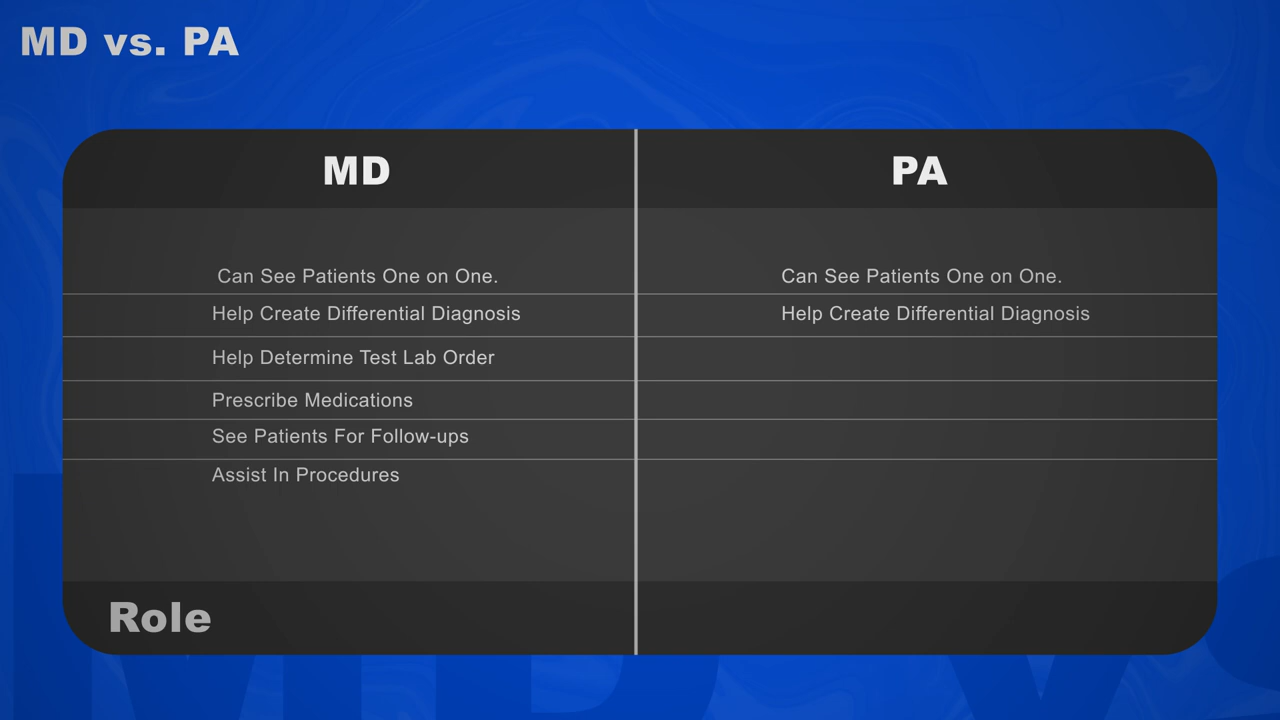 MD vs. PA
MD
PA
Can See Patients One on One.
Can See Patients One on One.
Help Create Differential Diagnosis
Help Create Differential Diagnosis
Help Determine Test Lab Order
Prescribe Medications
See Patients For Follow-ups
Assist In Procedures
Role